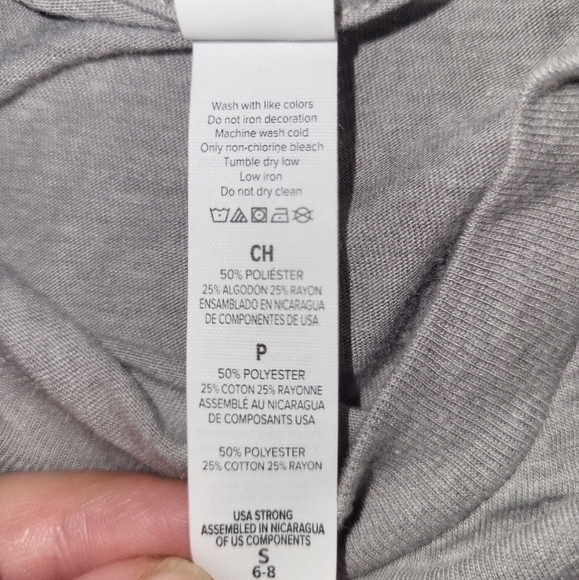 Wash with like colors
Do not iron decoration
Machine wash cold
Only non-chlorine bleach
Tumble dry low
Low iron
Do not dry clean
CH
50% POLIÉSTER
25% ALGODÓN 25% RAYON
ENSAMBLADO EN NICARAGUA
DE COMPONENTES DE USA
P
50% POLYESTER
25% COTON 25% RAYONNE
ASSEMBLÉ AU NICARAGUA
DE COMPOSANTS USA
50% POLYESTER
25% COTTON 25% RAYON
USA STRONG
ASSEMBLED IN NICARAGUA
OF US COMPONENTS
S
6-8